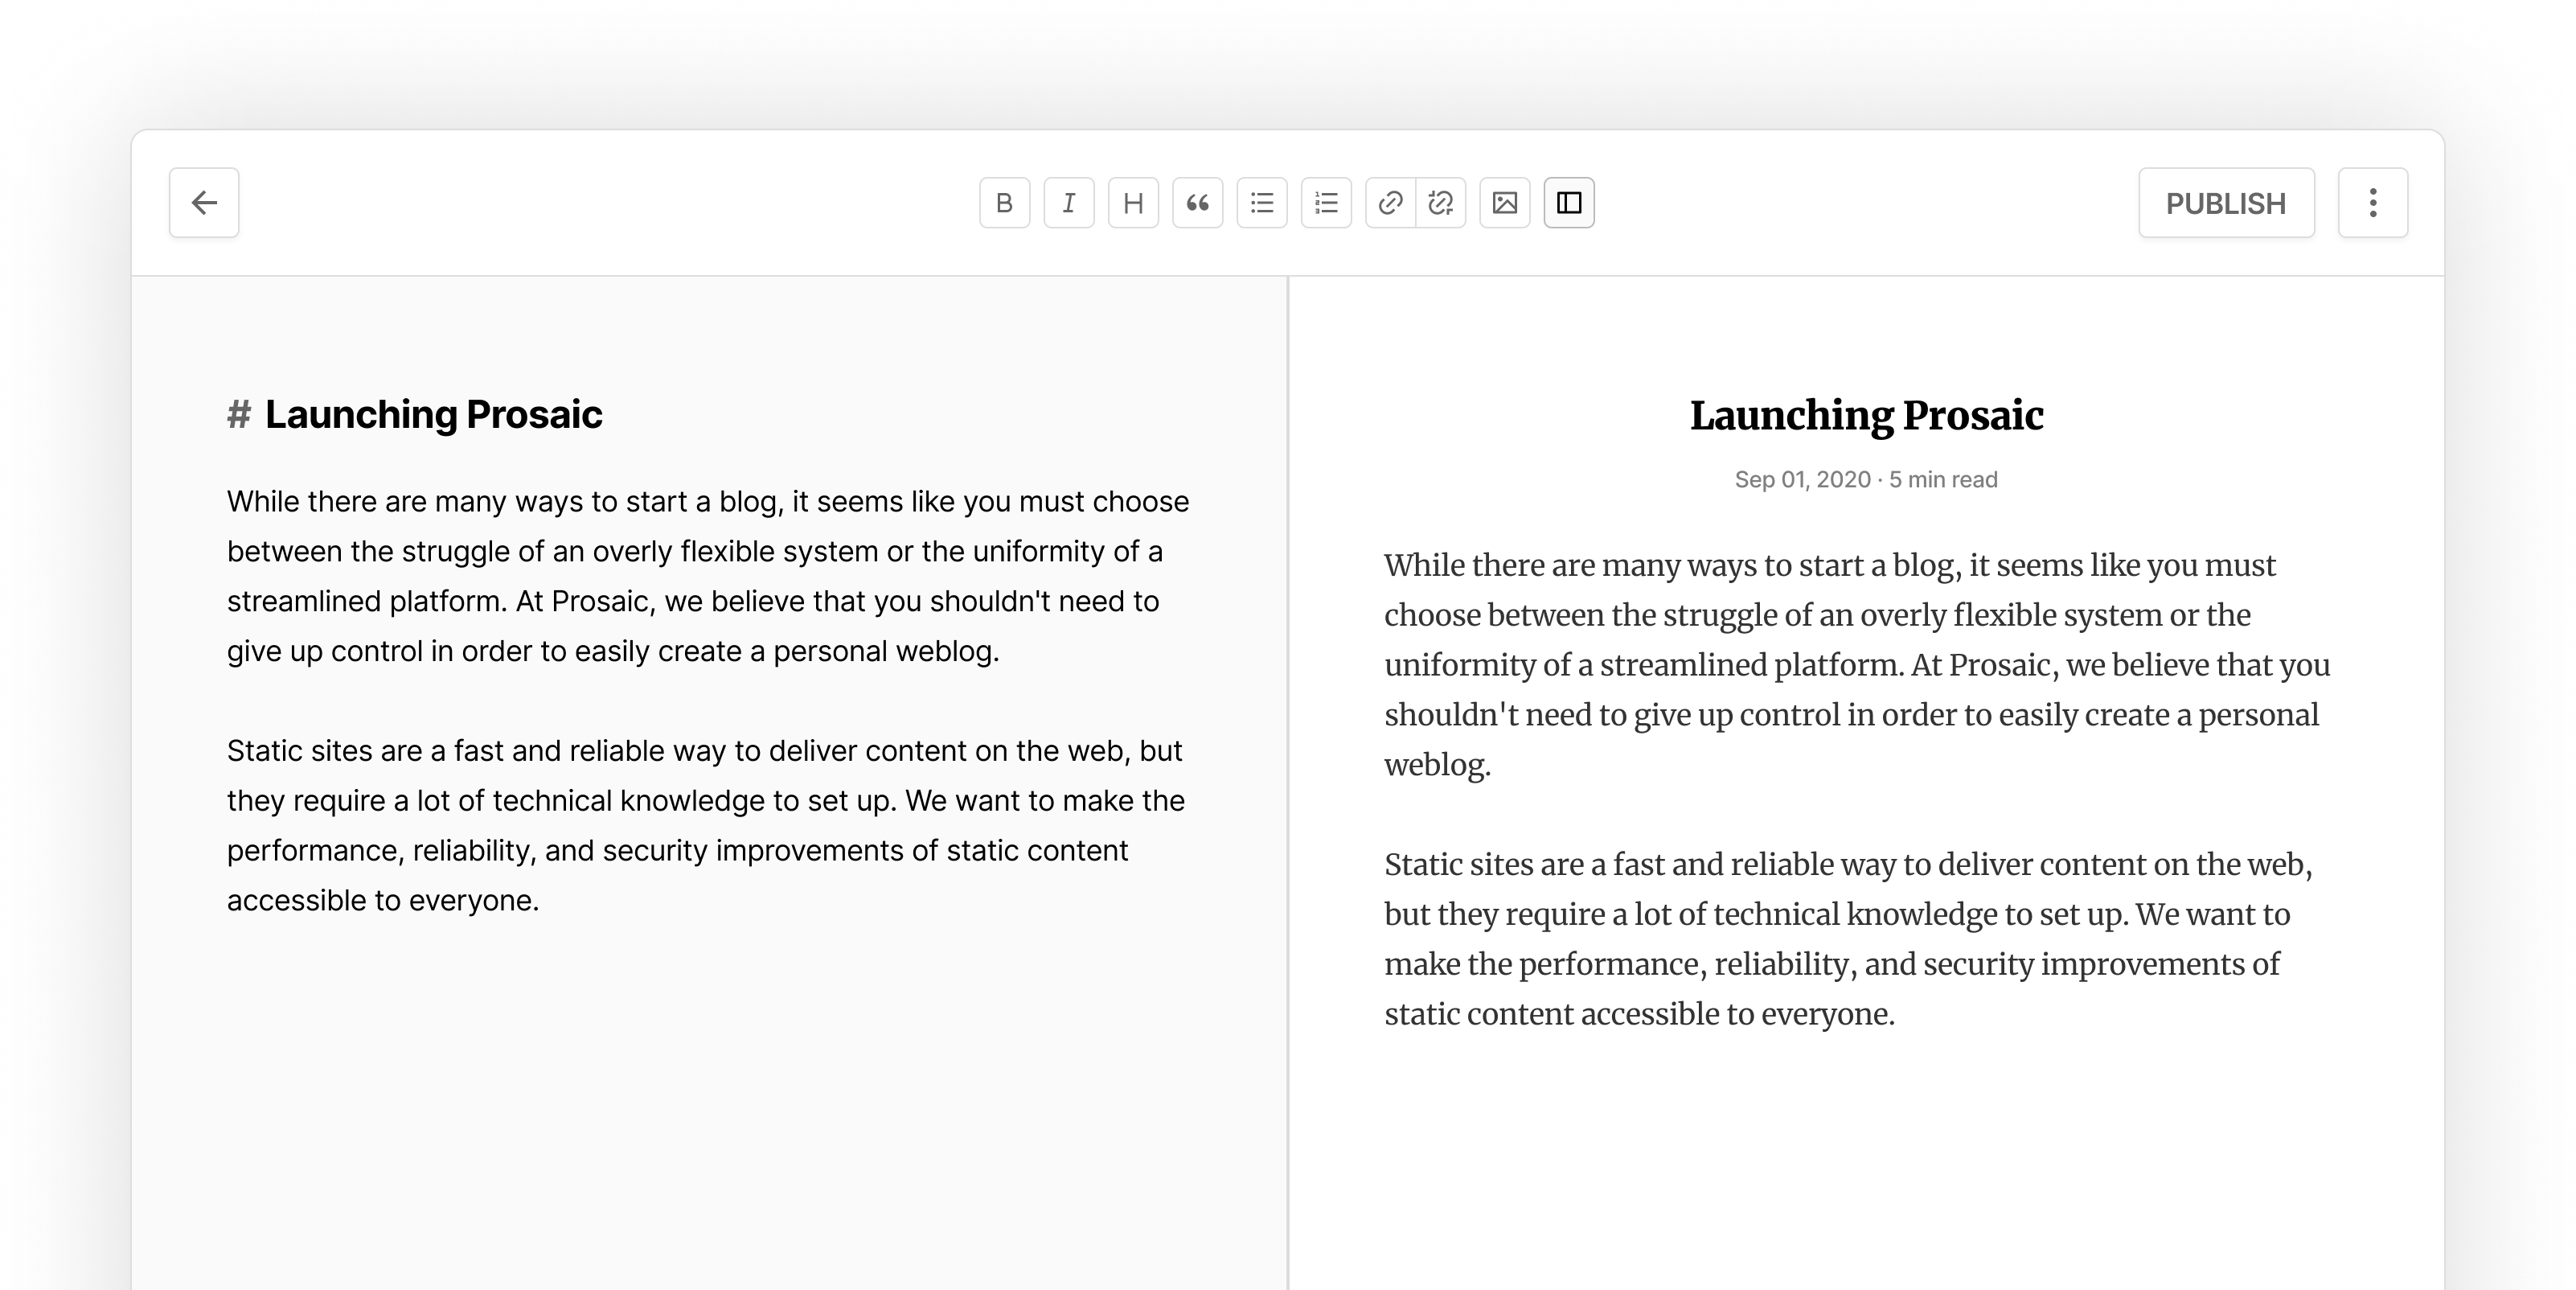 B I H
PUBLISH
# Launching Prosaic
While there are many ways to start a blog, it seems like you must choose
between the struggle of an overly flexible system or the uniformity of a
streamlined platform. At Prosaic, we believe that you shouldn't need to
give up control in order to easily create a personal weblog.
Static sites are a fast and reliable way to deliver content on the web, but
they require a lot of technical knowledge to set up. We want to make the
performance, reliability, and security improvements of static content
accessible to everyone.
Launching Prosaic
Sep 01, 2020 · 5 min read
While there are many ways to start a blog, it seems like you must
choose between the struggle of an overly flexible system or the
uniformity of a streamlined platform. At Prosaic, we believe that you
shouldn't need to give up control in order to easily create a personal
weblog.
Static sites are a fast and reliable way to deliver content on the web,
but they require a lot of technical knowledge to set up. We want to
make the performance, reliability, and security improvements of
static content accessible to everyone.